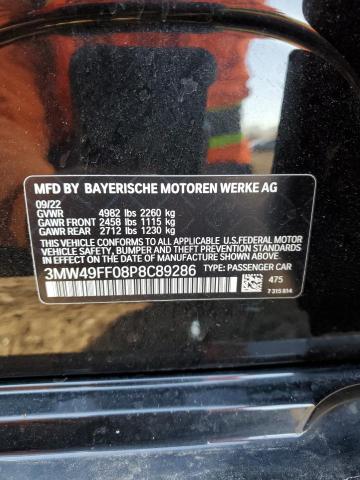 MFD BY BAYERISCHE MOTOREN WERKE AG
09/22
GVWR 4982 lbs 2260 kg
GAWR FRONT 2458 lbs 1115 kg
GAWR REAR 2712 lbs 1230 kg
THIS VEHICLE CONFORMS TO ALL APPLICABLE
U.S.FEDERAL MOTOR
VEHICLE SAFETY, BUMPER, AND
THEFT PREVENTION STANDARDS IN EFFECT ON THE
DATE OF MANUFACTURE SHOWN ABOVE.
3MW49FF08P8C89286 TYPE: PASSENGER CAR
475
7 315 814